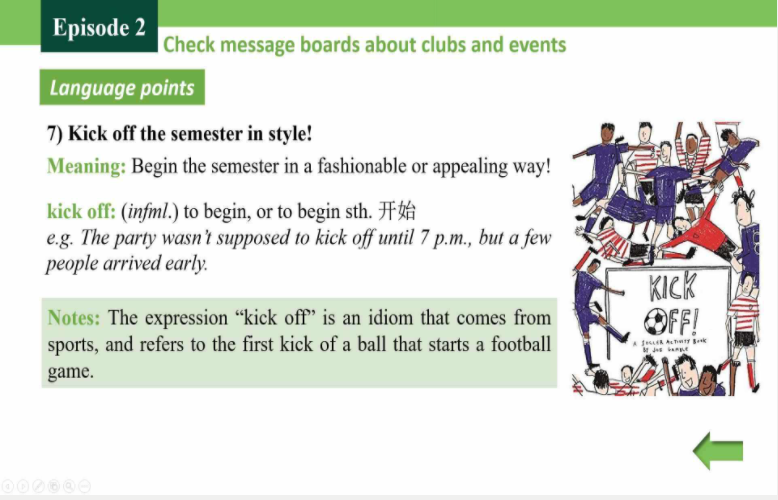 Episode 2
Check message boards about clubs and events
Language points
7) Kick off the semester in style!
Meaning: Begin the semester in a fashionable or appealing way!
kick off: (infml.) to begin, or to begin sth. 开始
e.g. The party wasn't supposed to kick off until 7 p.m., but a few
people arrived early.
Notes: The expression “kick off” is an idiom that comes from
sports, and refers to the first kick of a ball that starts a football
game.
KICK
OFF!
A SOCCER ACTIVITY BOOK